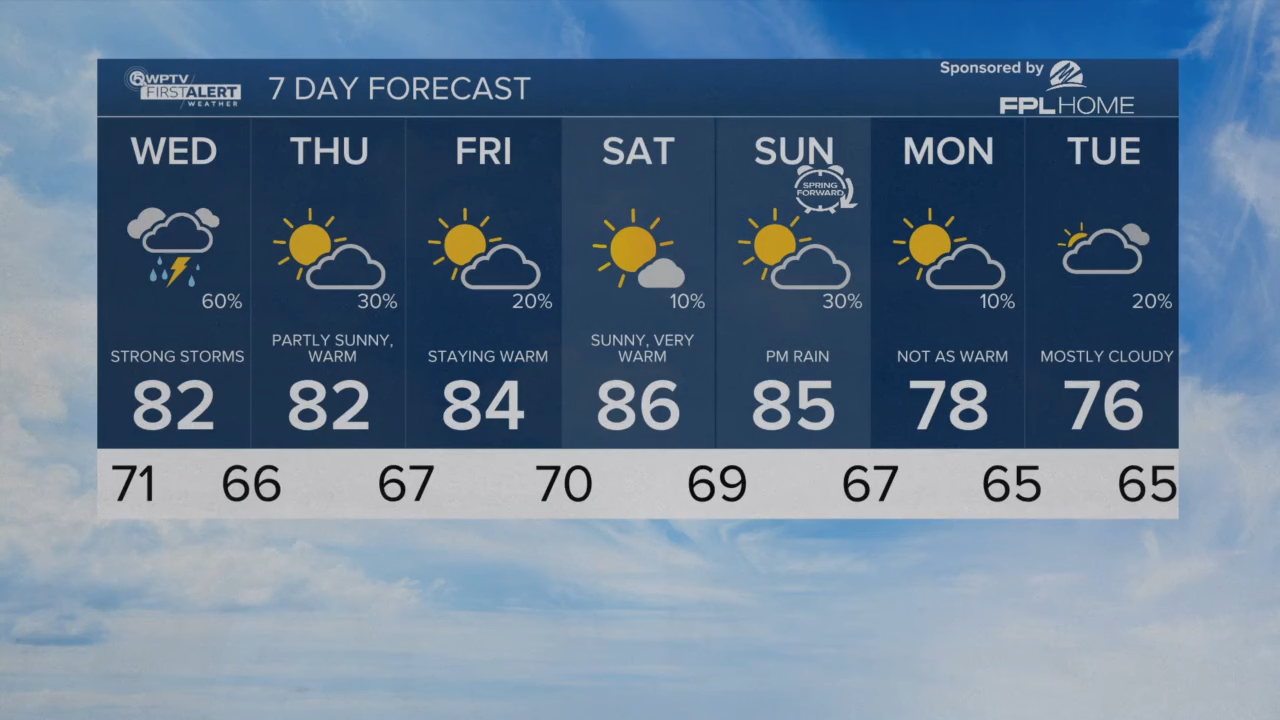 5 WPTV
FIRST ALERT
WEATHER
7 DAY FORECAST
Sponsored by
FPL HOME
WED THU FRI SAT SUN MON TUE
SPRING
FORWARD
60% 30% 20% 10% 30% 10% 20%
STRONG STORMS
PARTLY SUNNY,
WARM
STAYING WARM
SUNNY, VERY
WARM
PM RAIN
NOT AS WARM
MOSTLY CLOUDY
82 82 84 86 85 78 76
71 66 67 70 69 67 65 65